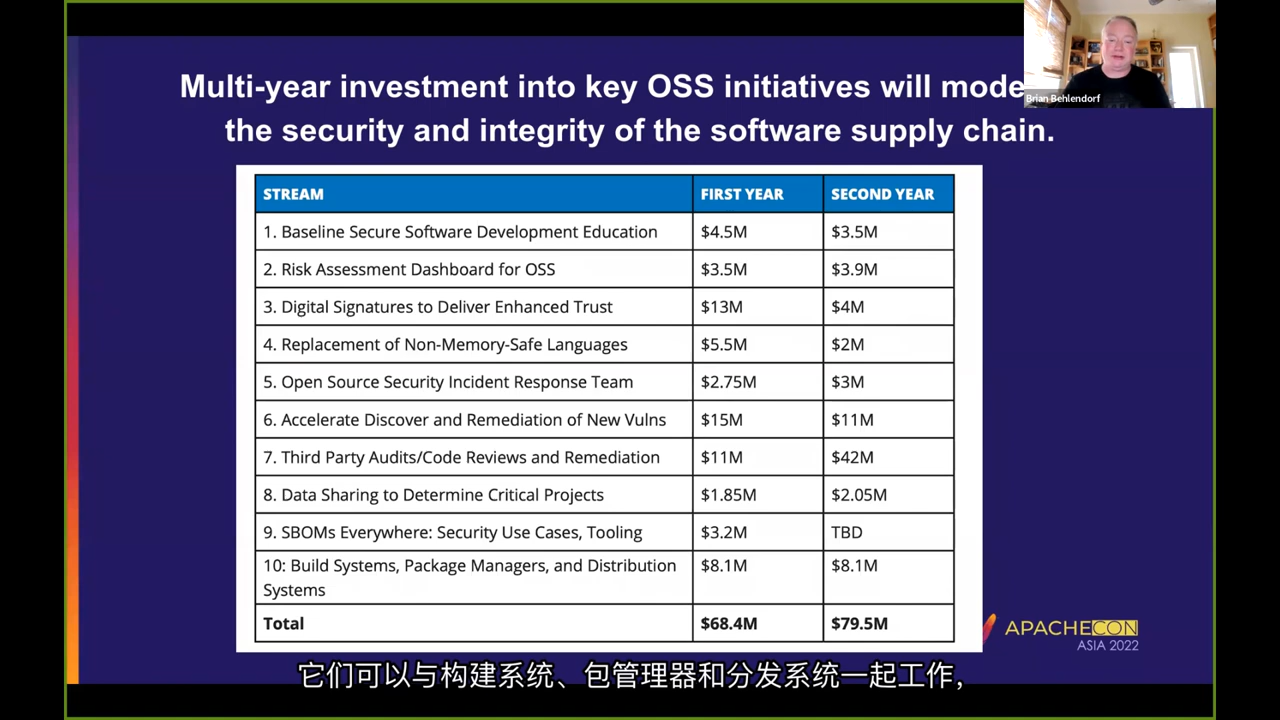 Multi-year investment into key OSS initiatives will mode
the security and integrity of the software supply chain.
Brian Behlendorf
STREAM FIRST YEAR SECOND YEAR
1. Baseline Secure Software Development Education $4.5M $3.5M
2. Risk Assessment Dashboard for OSS $3.5M $3.9M
3. Digital Signatures to Deliver Enhanced Trust $13M $4M
4. Replacement of Non-Memory-Safe Languages $5.5M $2M
5. Open Source Security Incident Response Team $2.75M $3M
6. Accelerate Discover and Remediation of New Vulns $15M $11M
7. Third Party Audits/Code Reviews and Remediation $11M $42M
8. Data Sharing to Determine Critical Projects $1.85M $2.05M
9. SBOMs Everywhere: Security Use Cases, Tooling $3.2M TBD
10: Build Systems, Package Managers, and Distribution $8.1M $8.1M
Systems
Total $68.4M $79.5M
APACHECON
ASIA 2022
它们可以与构建系统、包管理器和分发系统一起工作,